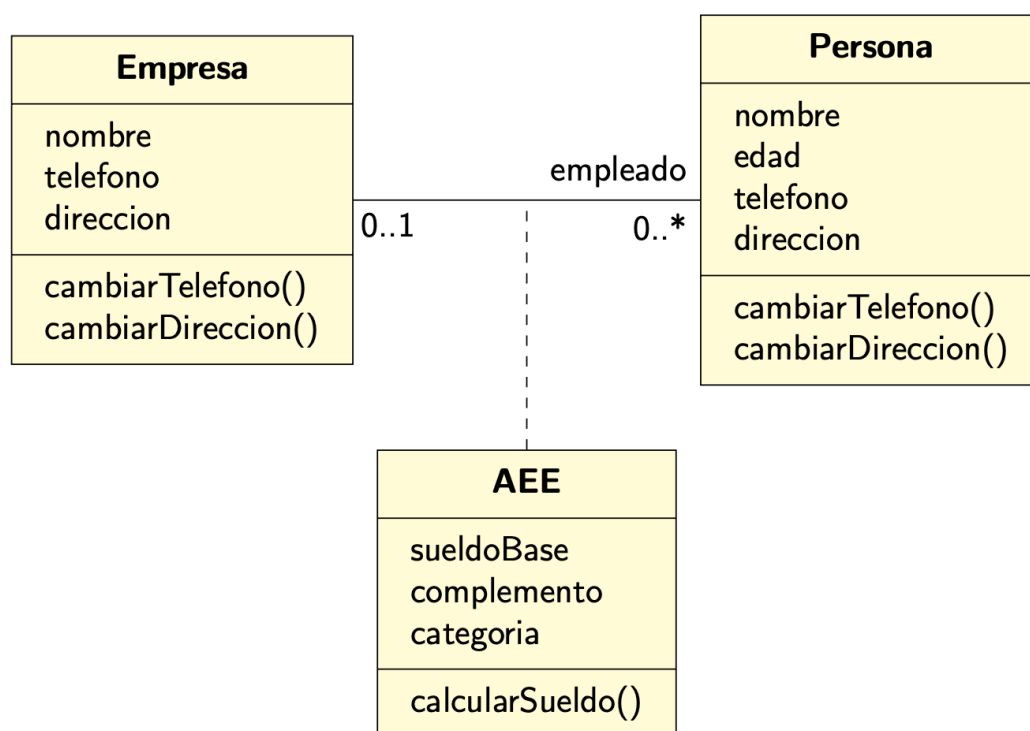 Empresa
nombre
telefono
direccion
cambiarTelefono()
cambiarDireccion()
empleado
0..1
0..*
Persona
nombre
edad
telefono
direccion
cambiarTelefono()
cambiarDireccion()
AEE
sueldoBase
complemento
categoria
calcularSueldo()